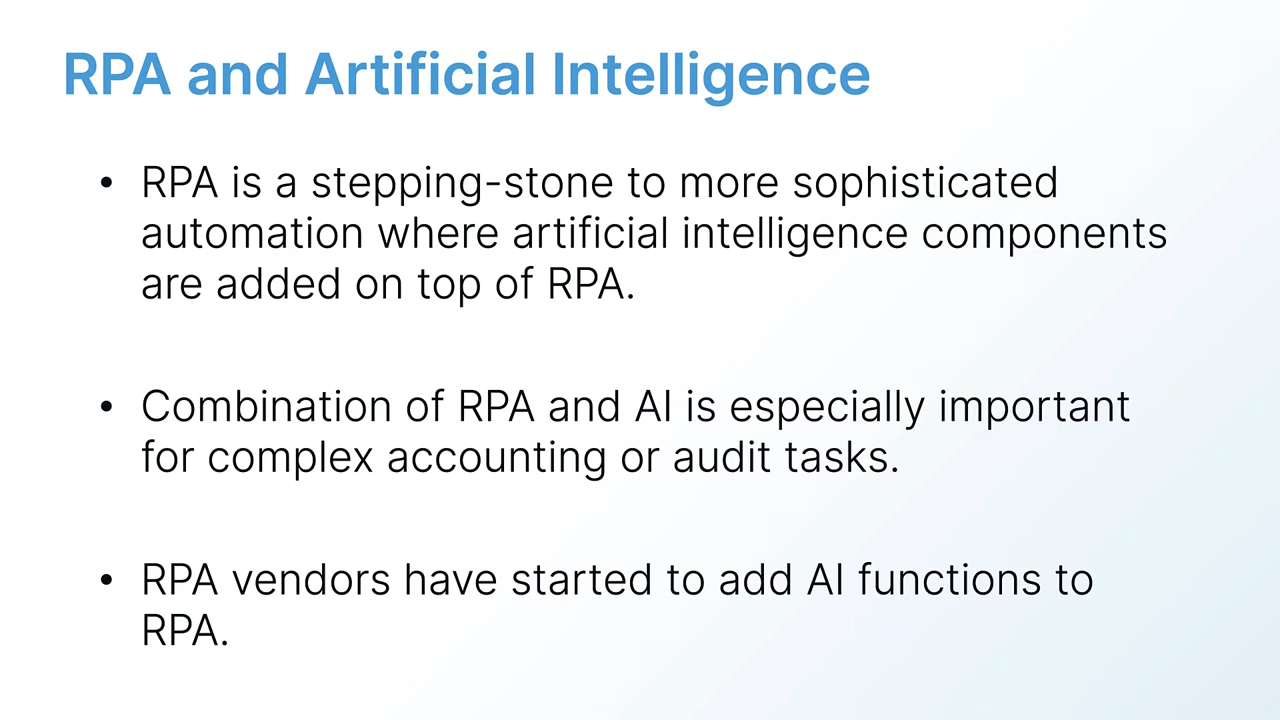 RPA and Artificial Intelligence
• RPA is a stepping-stone to more sophisticated
automation where artificial intelligence components
are added on top of RPA.
• Combination of RPA and AI is especially important
for complex accounting or audit tasks.
• RPA vendors have started to add AI functions to
RPA.